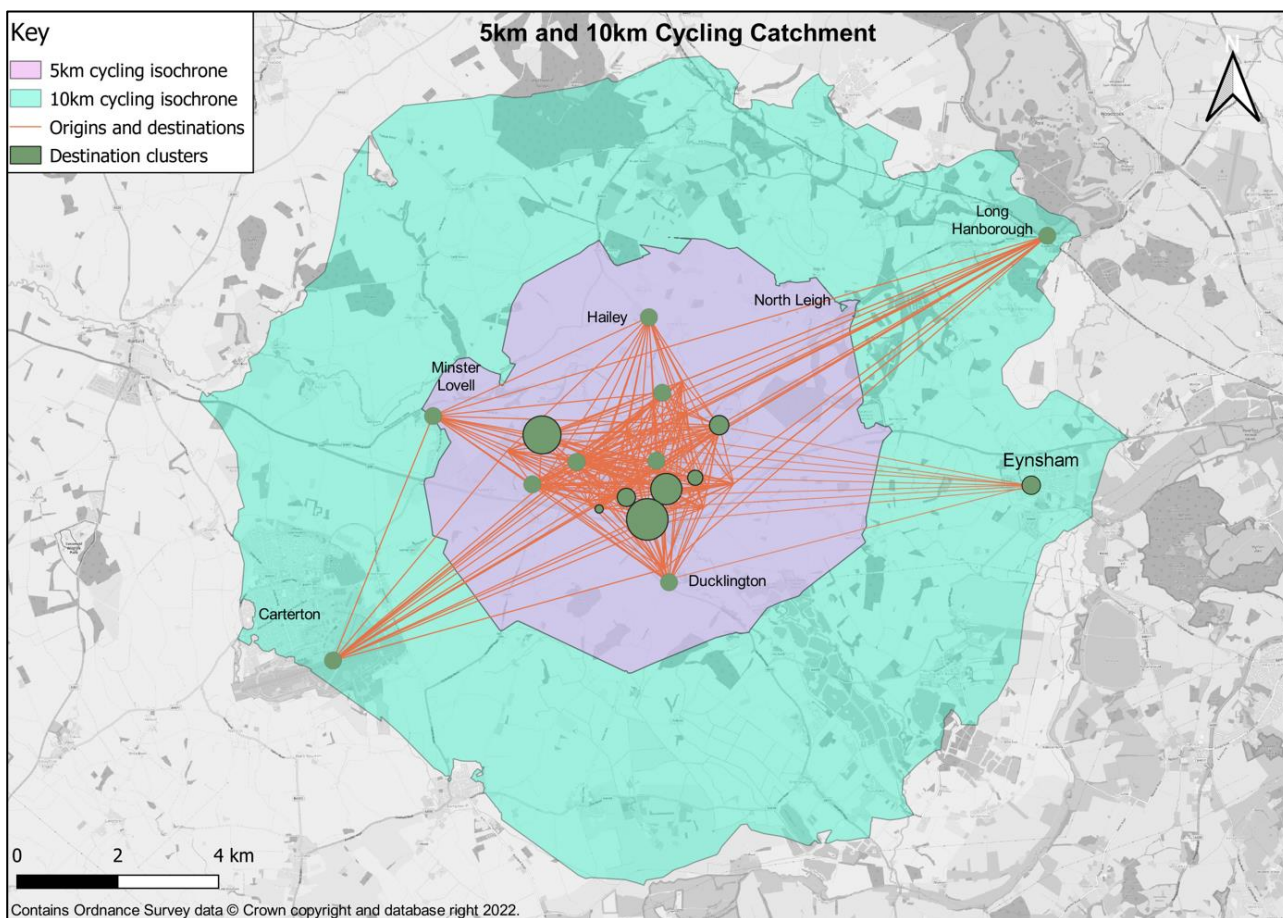 5km and 10km Cycling Catchment
Key
5km cycling isochrone
10km cycling isochrone
Origins and destinations
Destination clusters
N
Long
Hanborough
North Leigh
Hailey
Minster
Lovell
Eynsham
Ducklington
Carterton
0 2 4 km
Contains Ordnance Survey data © Crown copyright and database right 2022.